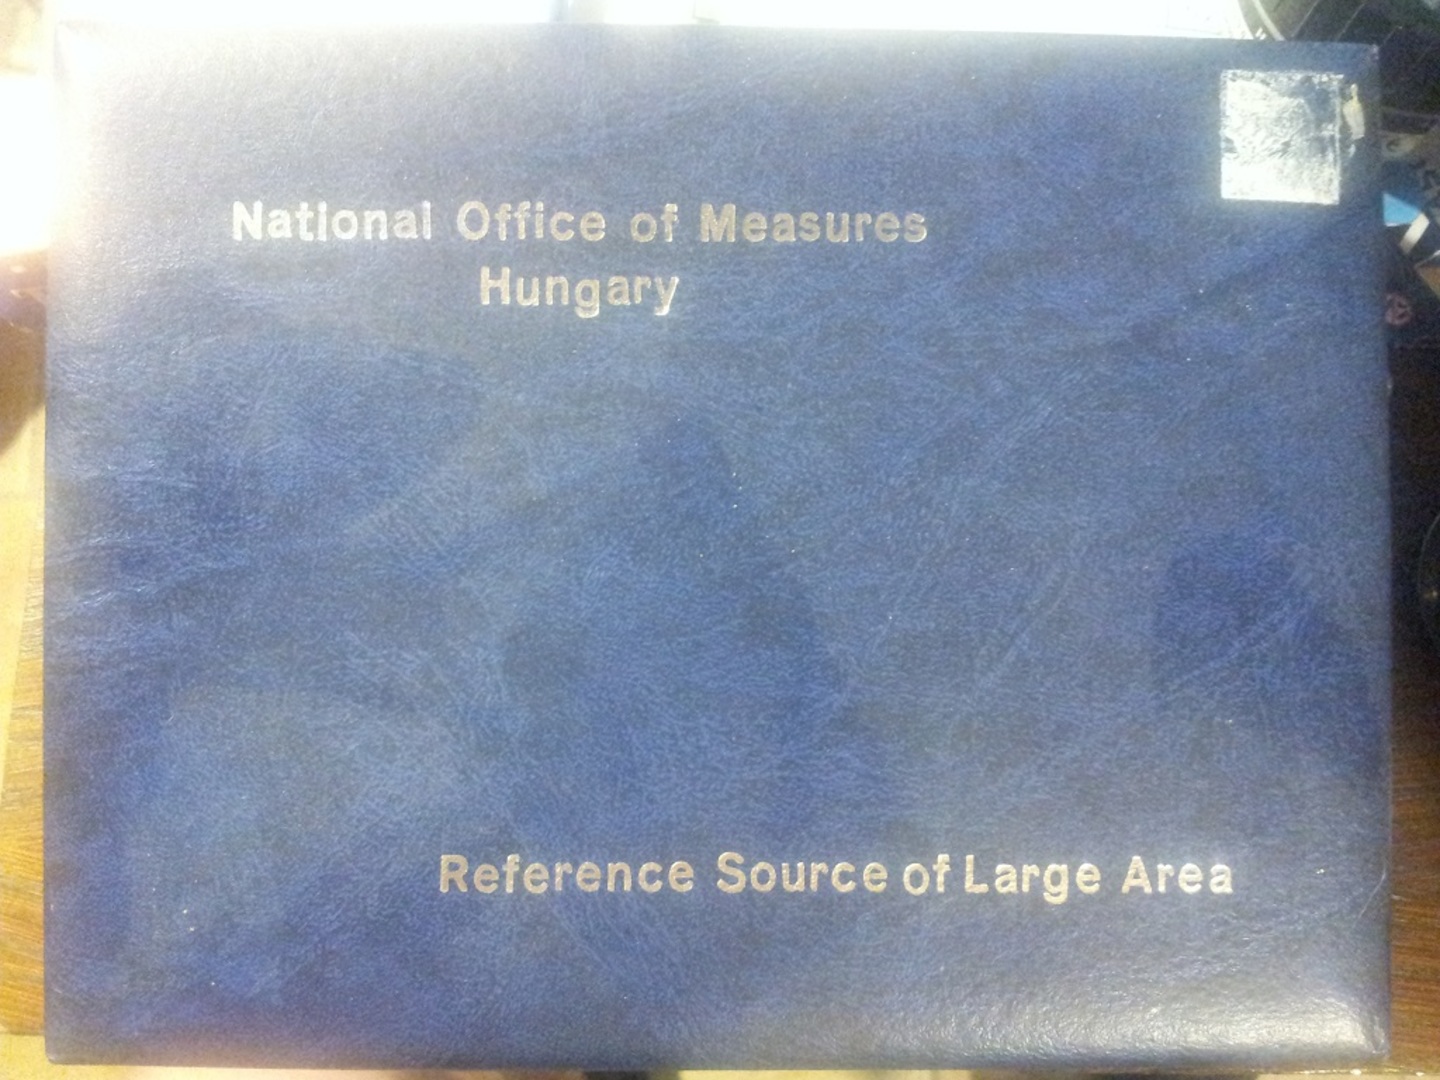 National Office of Measures
Hungary
Reference Source of Large Area